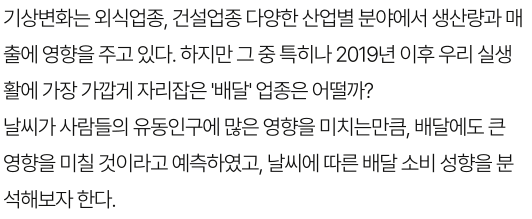 기상변화는 외식업종, 건설업종 다양한 산업별 분야에서 생산량과 매
출에 영향을 주고 있다. 하지만 그 중 특히나 2019년 이후 우리 실생
활에 가장 가깝게 자리잡은 '배달' 업종은 어떨까?
날씨가 사람들의 유동인구에 많은 영향을 미치는만큼, 배달에도 큰
영향을 미칠 것이라고 예측하였고, 날씨에 따른 배달 소비 성향을 분
석해보자 한다.